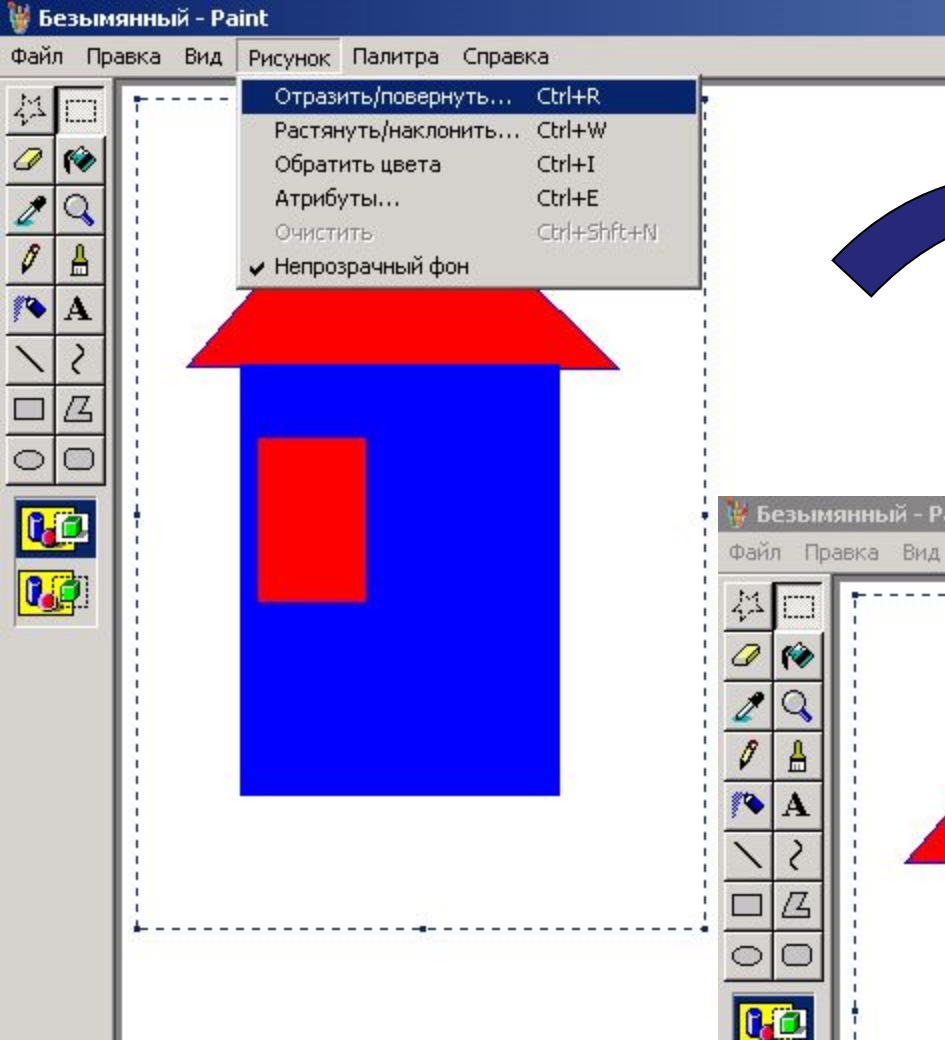 Безымянный - Paint
Файл Правка Вид Рисунок Палитра Справка
Отразить/повернуть... Ctrl+R
Растянуть/наклонить... Ctrl+W
Обратить цвета Ctrl+I
Атрибуты... Ctrl+E
Очистить Ctrl+Shft+N
Непрозрачный фон
A
Безымянный - P
Файл Правка Вид
A